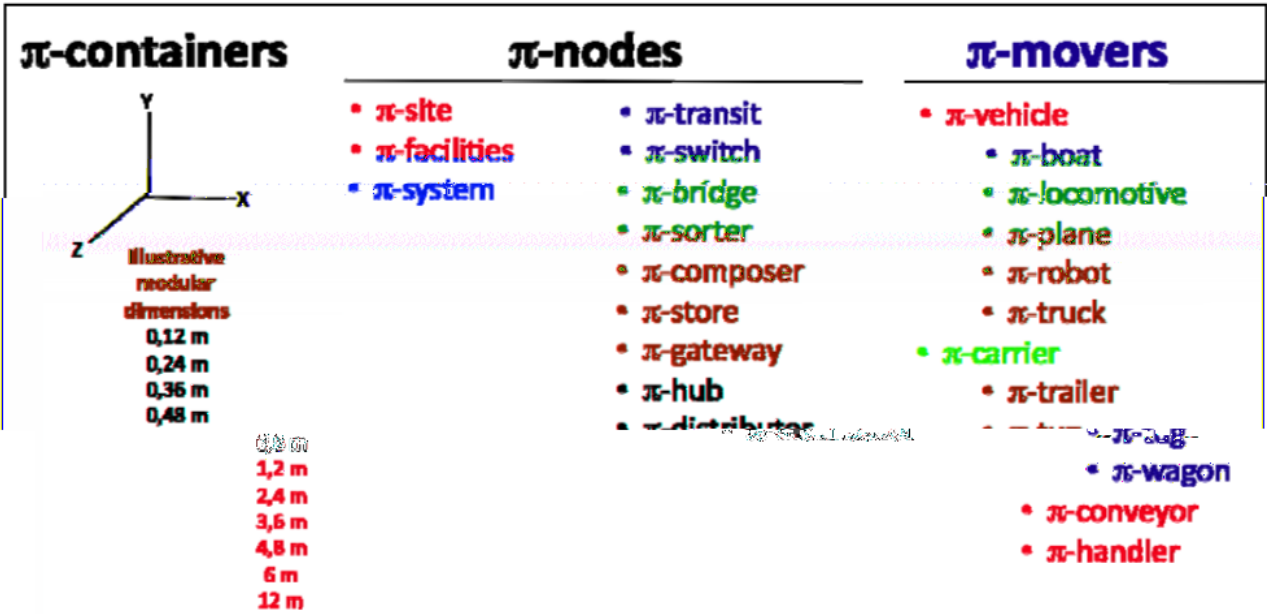 π-containers
Y
X
Z
Illustrative
modular
dimensions
0,12 m
0,24 m
0,36 m
0,48 m
1,2 m
2,4 m
3,6 m
4,8 m
6 m
12 m
π-nodes
• π-site
• π-facilities
• π-system
• π-transit
• π-switch
• π-bridge
• π-sorter
• π-composer
• π-store
• π-gateway
• π-hub
• π-distributor
π-movers
• π-vehicle
• π-boat
• π-locomotive
• π-plane
• π-robot
• π-truck
• π-carrier
• π-trailer
• π-wagon
• π-conveyor
• π-handler